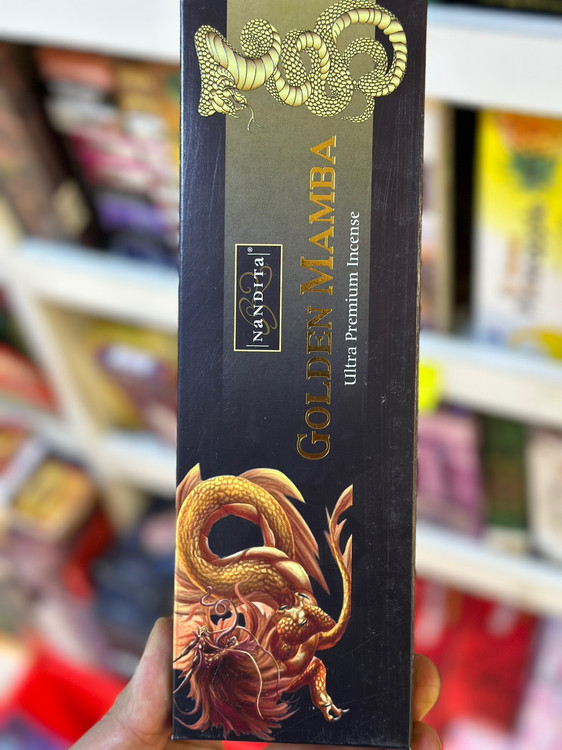 NaNDITa®
GOLDEN MAMBA
Ultra Premium Incense